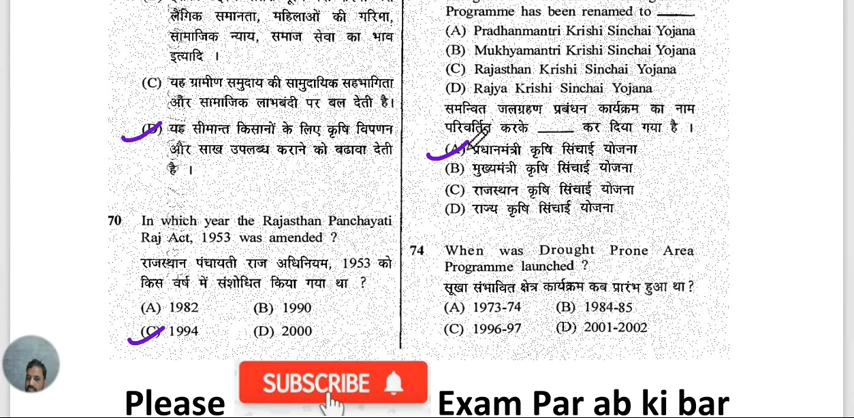 लैंगिक समानता, महिलाओं की गरिमा,
सामाजिक न्याय, समाज सेवा का भाव
इत्यादि ।
(C) यह ग्रामीण समुदाय की सामुदायिक सहभागिता
और सामाजिक लाभबंदी पर बल देती है।
(D) यह सीमान्त किसानों के लिए कृषि विपणन
और साख उपलब्ध कराने को बढावा देती
है ।
70 In which year the Rajasthan Panchayati
Raj Act, 1953 was amended ?
राजस्थान पंचायती राज अधिनियम, 1953 को
किस वर्ष में संशोधित किया गया था ?
(A) 1982 (B) 1990
(C) 1994 (D) 2000
Programme has been renamed to ______
(A) Pradhanmantri Krishi Sinchai Yojana
(B) Mukhyamantri Krishi Sinchai Yojana
(C) Rajasthan Krishi Sinchai Yojana
(D) Rajya Krishi Sinchai Yojana
समन्वित जलग्रहण प्रबंधन कार्यक्रम का नाम
परिवर्तित करके ______ कर दिया गया है ।
(A) प्रधानमंत्री कृषि सिंचाई योजना
(B) मुख्यमंत्री कृषि सिंचाई योजना
(C) राजस्थान कृषि सिंचाई योजना
(D) राज्य कृषि सिंचाई योजना
74 When was Drought Prone Area
Programme launched ?
सूखा संभावित क्षेत्र कार्यक्रम कब प्रारंभ हुआ था ?
(A) 1973-74 (B) 1984-85
(C) 1996-97 (D) 2001-2002
Please SUBSCRIBE Exam Par ab ki bar